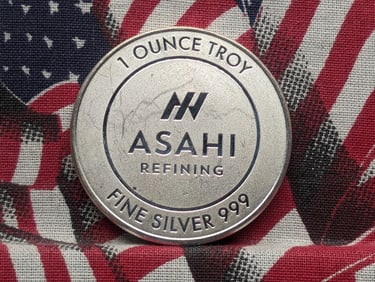 1 OUNCE TROY
ASAHI
REFINING
FINE SILVER 999